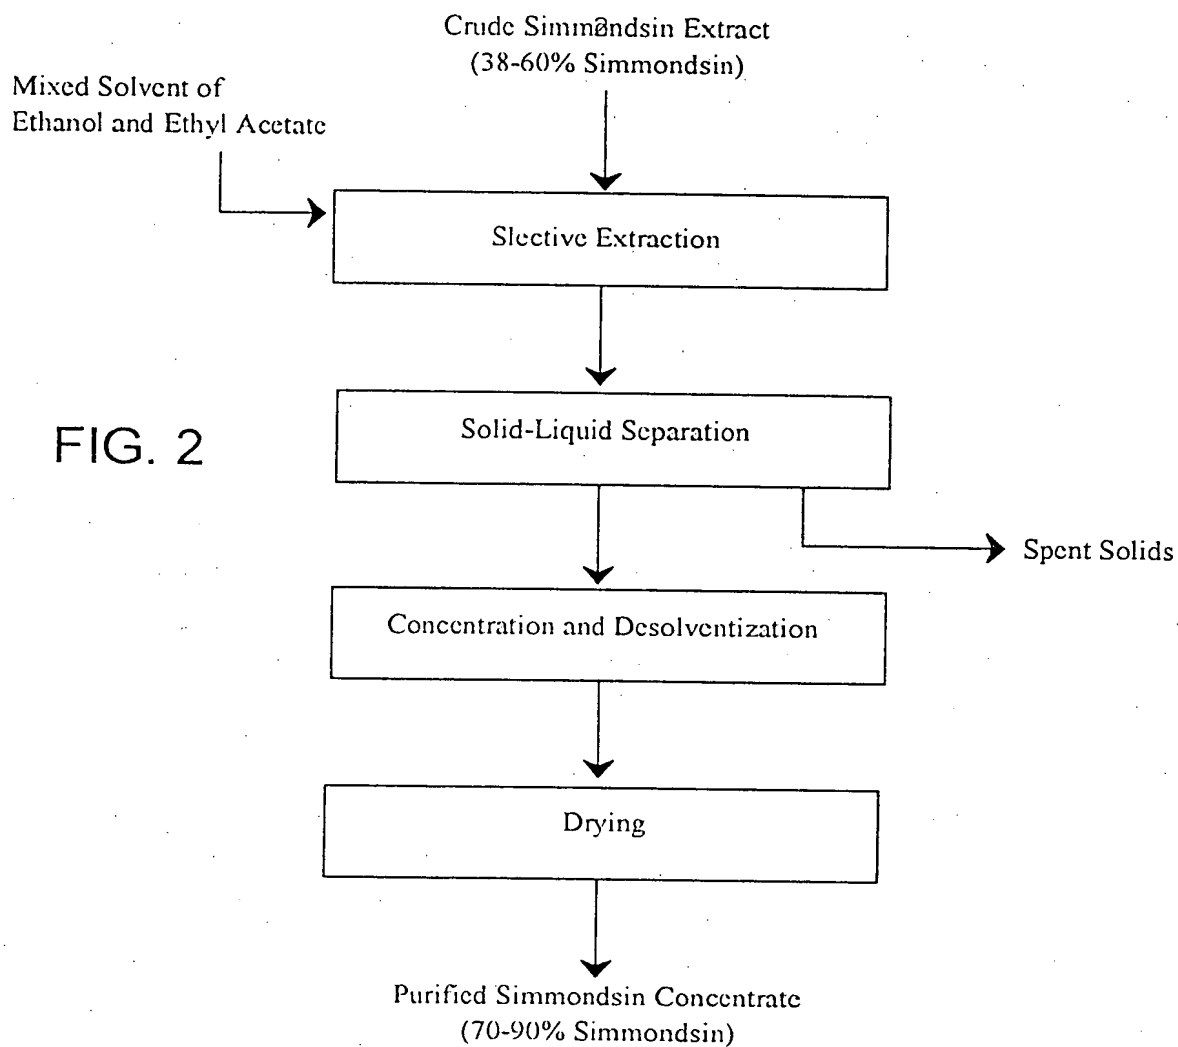 Crude Simmondsin Extract
(38-60% Simmondsin)
Mixed Solvent of
Ethanol and Ethyl Acetate
Slective Extraction
Solid-Liquid Separation
FIG. 2
Spent Solids
Concentration and Desolventization
Drying
Purified Simmondsin Concentrate
(70-90% Simmondsin)